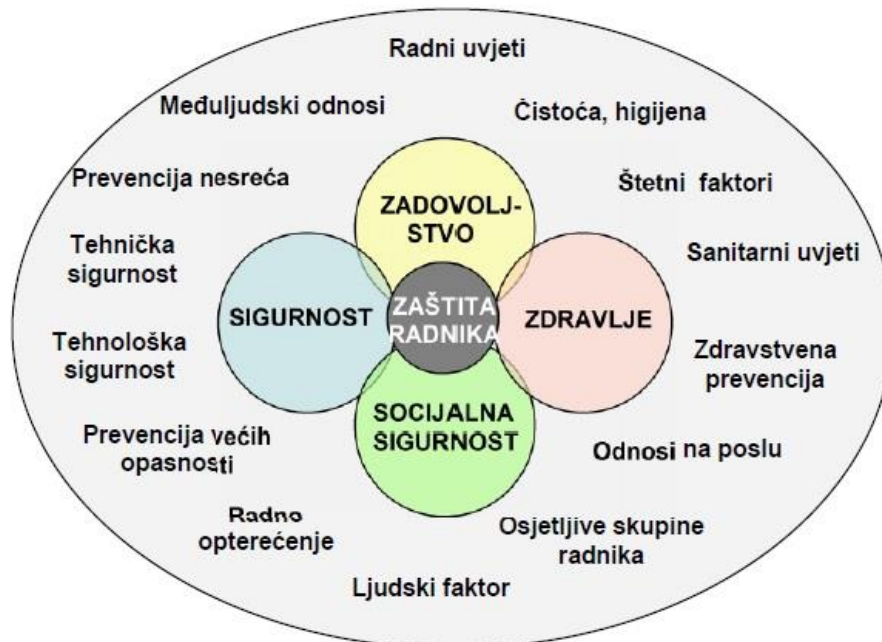 Radni uvjeti
Međuljudski odnosi
Čistoća, higijena
Prevencija nesreća
Štetni faktori
ZADOVOLJ-
STVO
Tehnička
sigurnost
Sanitarni uvjeti
SIGURNOST
ZAŠTITA
RADNIKA
ZDRAVLJE
Tehnološka
sigurnost
Zdravstvena
prevencija
SOCIJALNA
SIGURNOST
Prevencija većih
opasnosti
Odnosi na poslu
Radno
opterećenje
Osjetljive skupine
radnika
Ljudski faktor